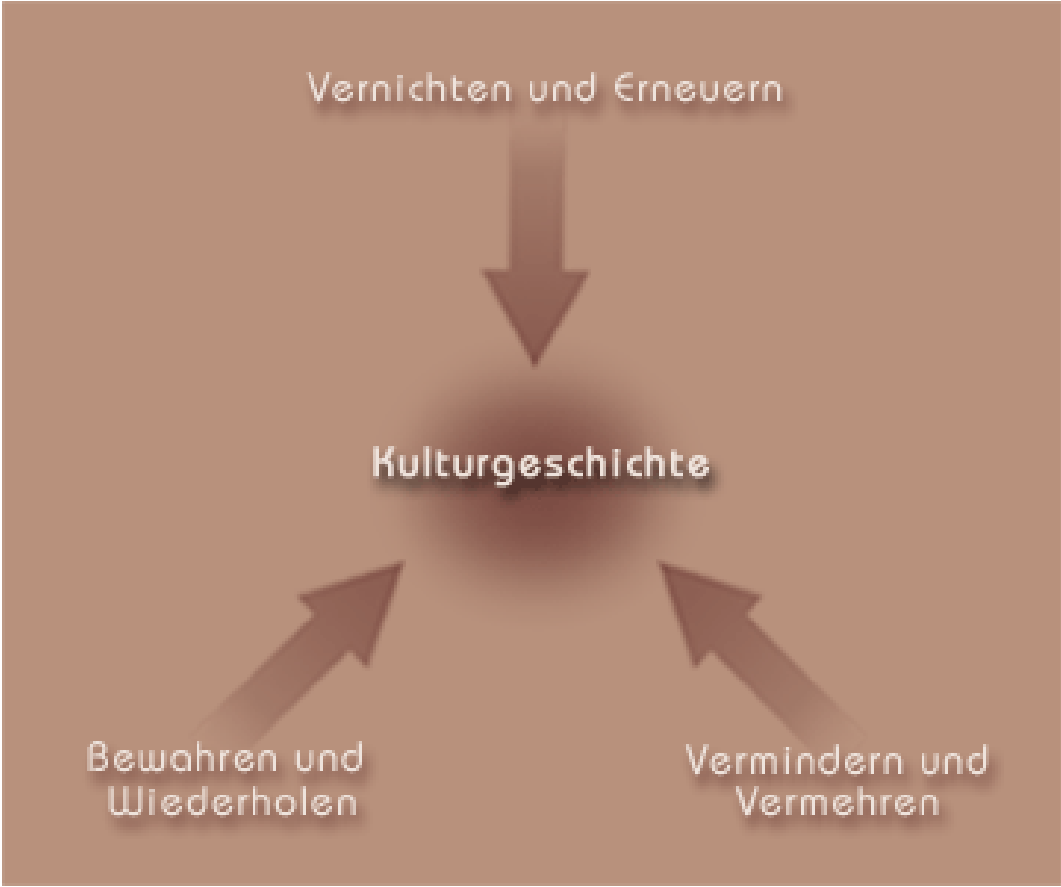 Vernichten und Erneuern
Kulturgeschichte
Bewahren und
Wiederholen
Vermindern und
Vermehren